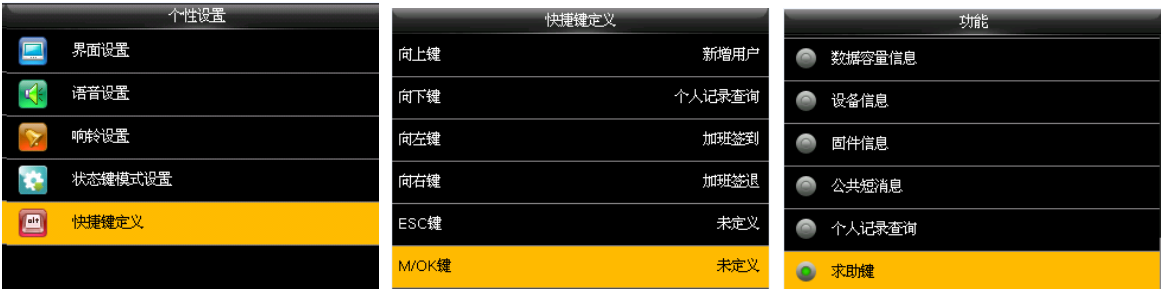 个性设置
界面设置
语音设置
响铃设置
状态键模式设置
快捷键定义
快捷键定义
向上键 新增用户
向下键 个人记录查询
向左键 加班签到
向右键 加班签退
ESC键 未定义
M/OK键 未定义
功能
数据容量信息
设备信息
固件信息
公共短消息
个人记录查询
求助键